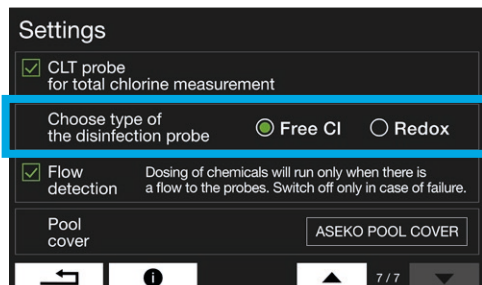 Settings
CLT probe
for total chlorine measurement
Choose type of
the disinfection probe
Free Cl
Redox
Flow
detection
Dosing of chemicals will run only when there is
a flow to the probes. Switch off only in case of failure.
Pool
cover
ASEKO POOL COVER
7/7